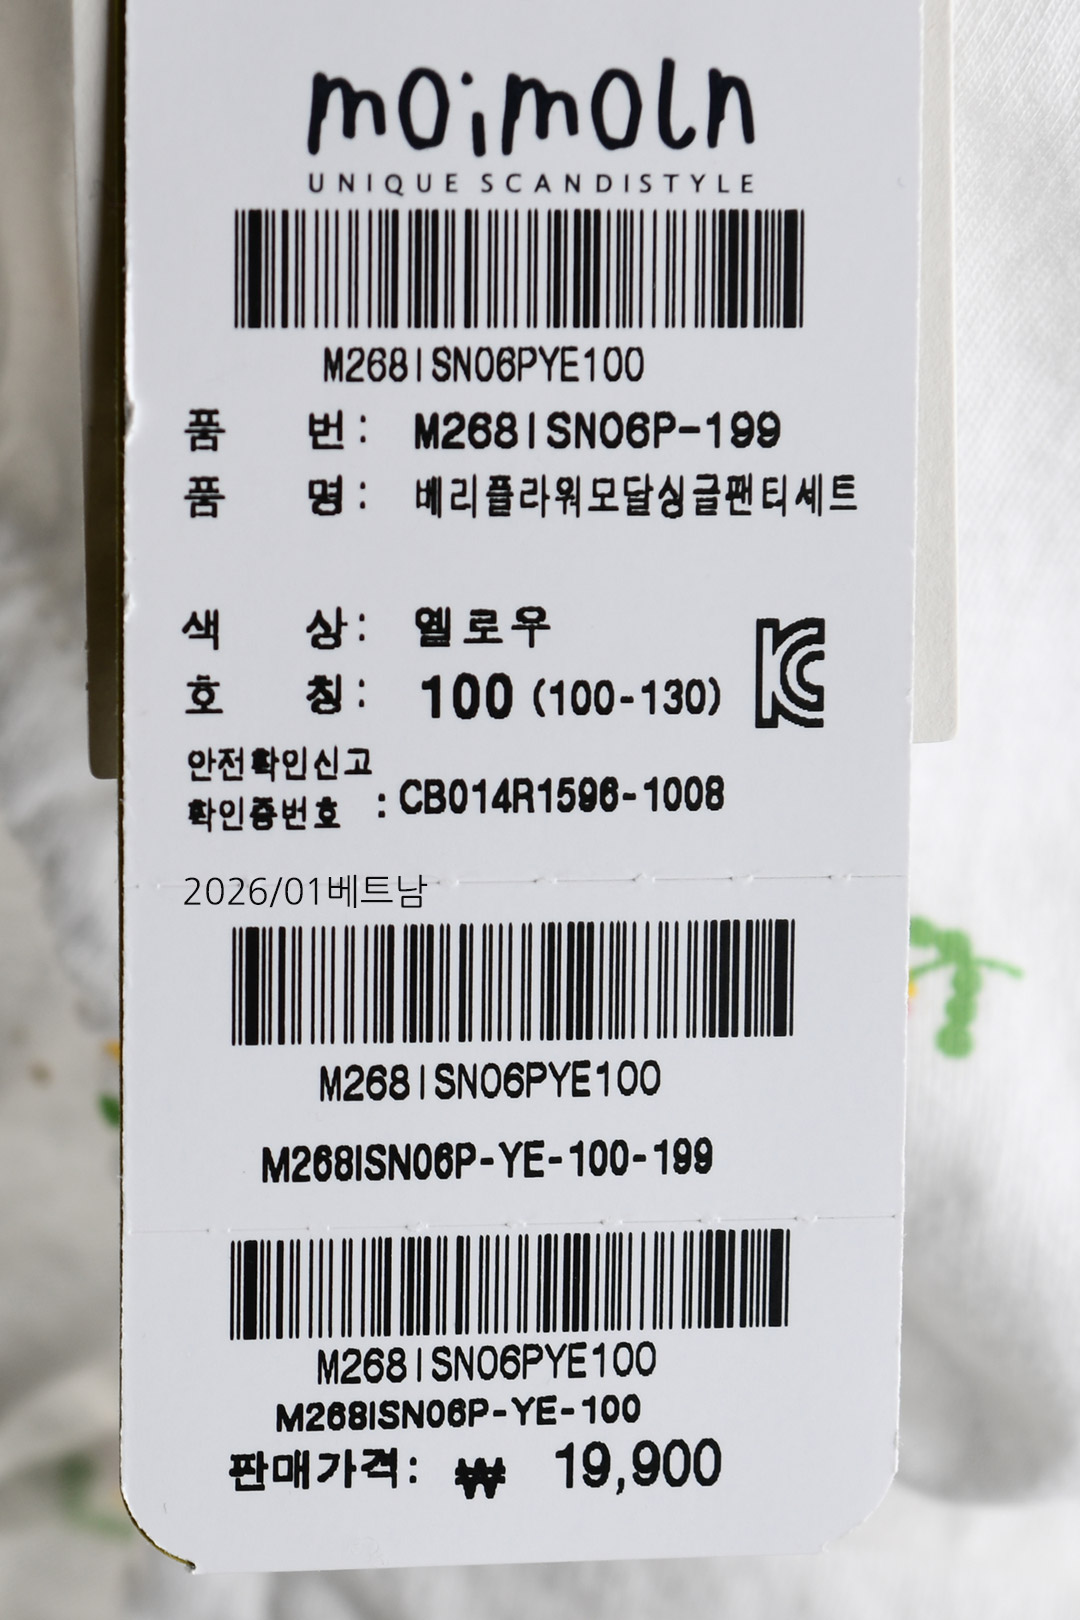 moimoln
UNIQUE SCANDISTYLE
M268ISN06PYE100
품 번: M268ISN06P-199
품 명: 베리플라워모달싱글팬티세트
색 상: 옐로우
호 칭: 100 (100-130)
안전확인신고
확인증번호 : CB014R1596-1008
2026/01베트남
M268ISN06PYE100
M268ISN06P-YE-100-199
M268ISN06PYE100
M268ISN06P-YE-100
판매가격: ₩ 19,900